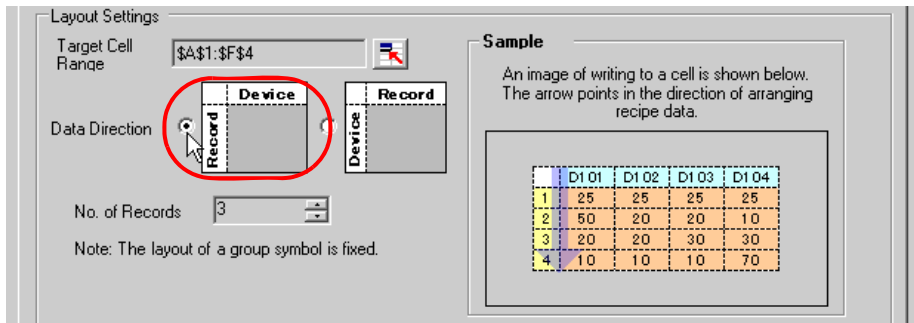 Layout Settings
Target Cell
Range
$A$1:$F$4
Data Direction
Device
Record
Record
Device
No. of Records
3
Note: The layout of a group symbol is fixed.
Sample
An image of writing to a cell is shown below.
The arrow points in the direction of arranging
recipe data.
D101 D102 D103 D104
1 25 25 25 25
2 50 20 20 10
3 20 20 30 30
4 10 10 10 70